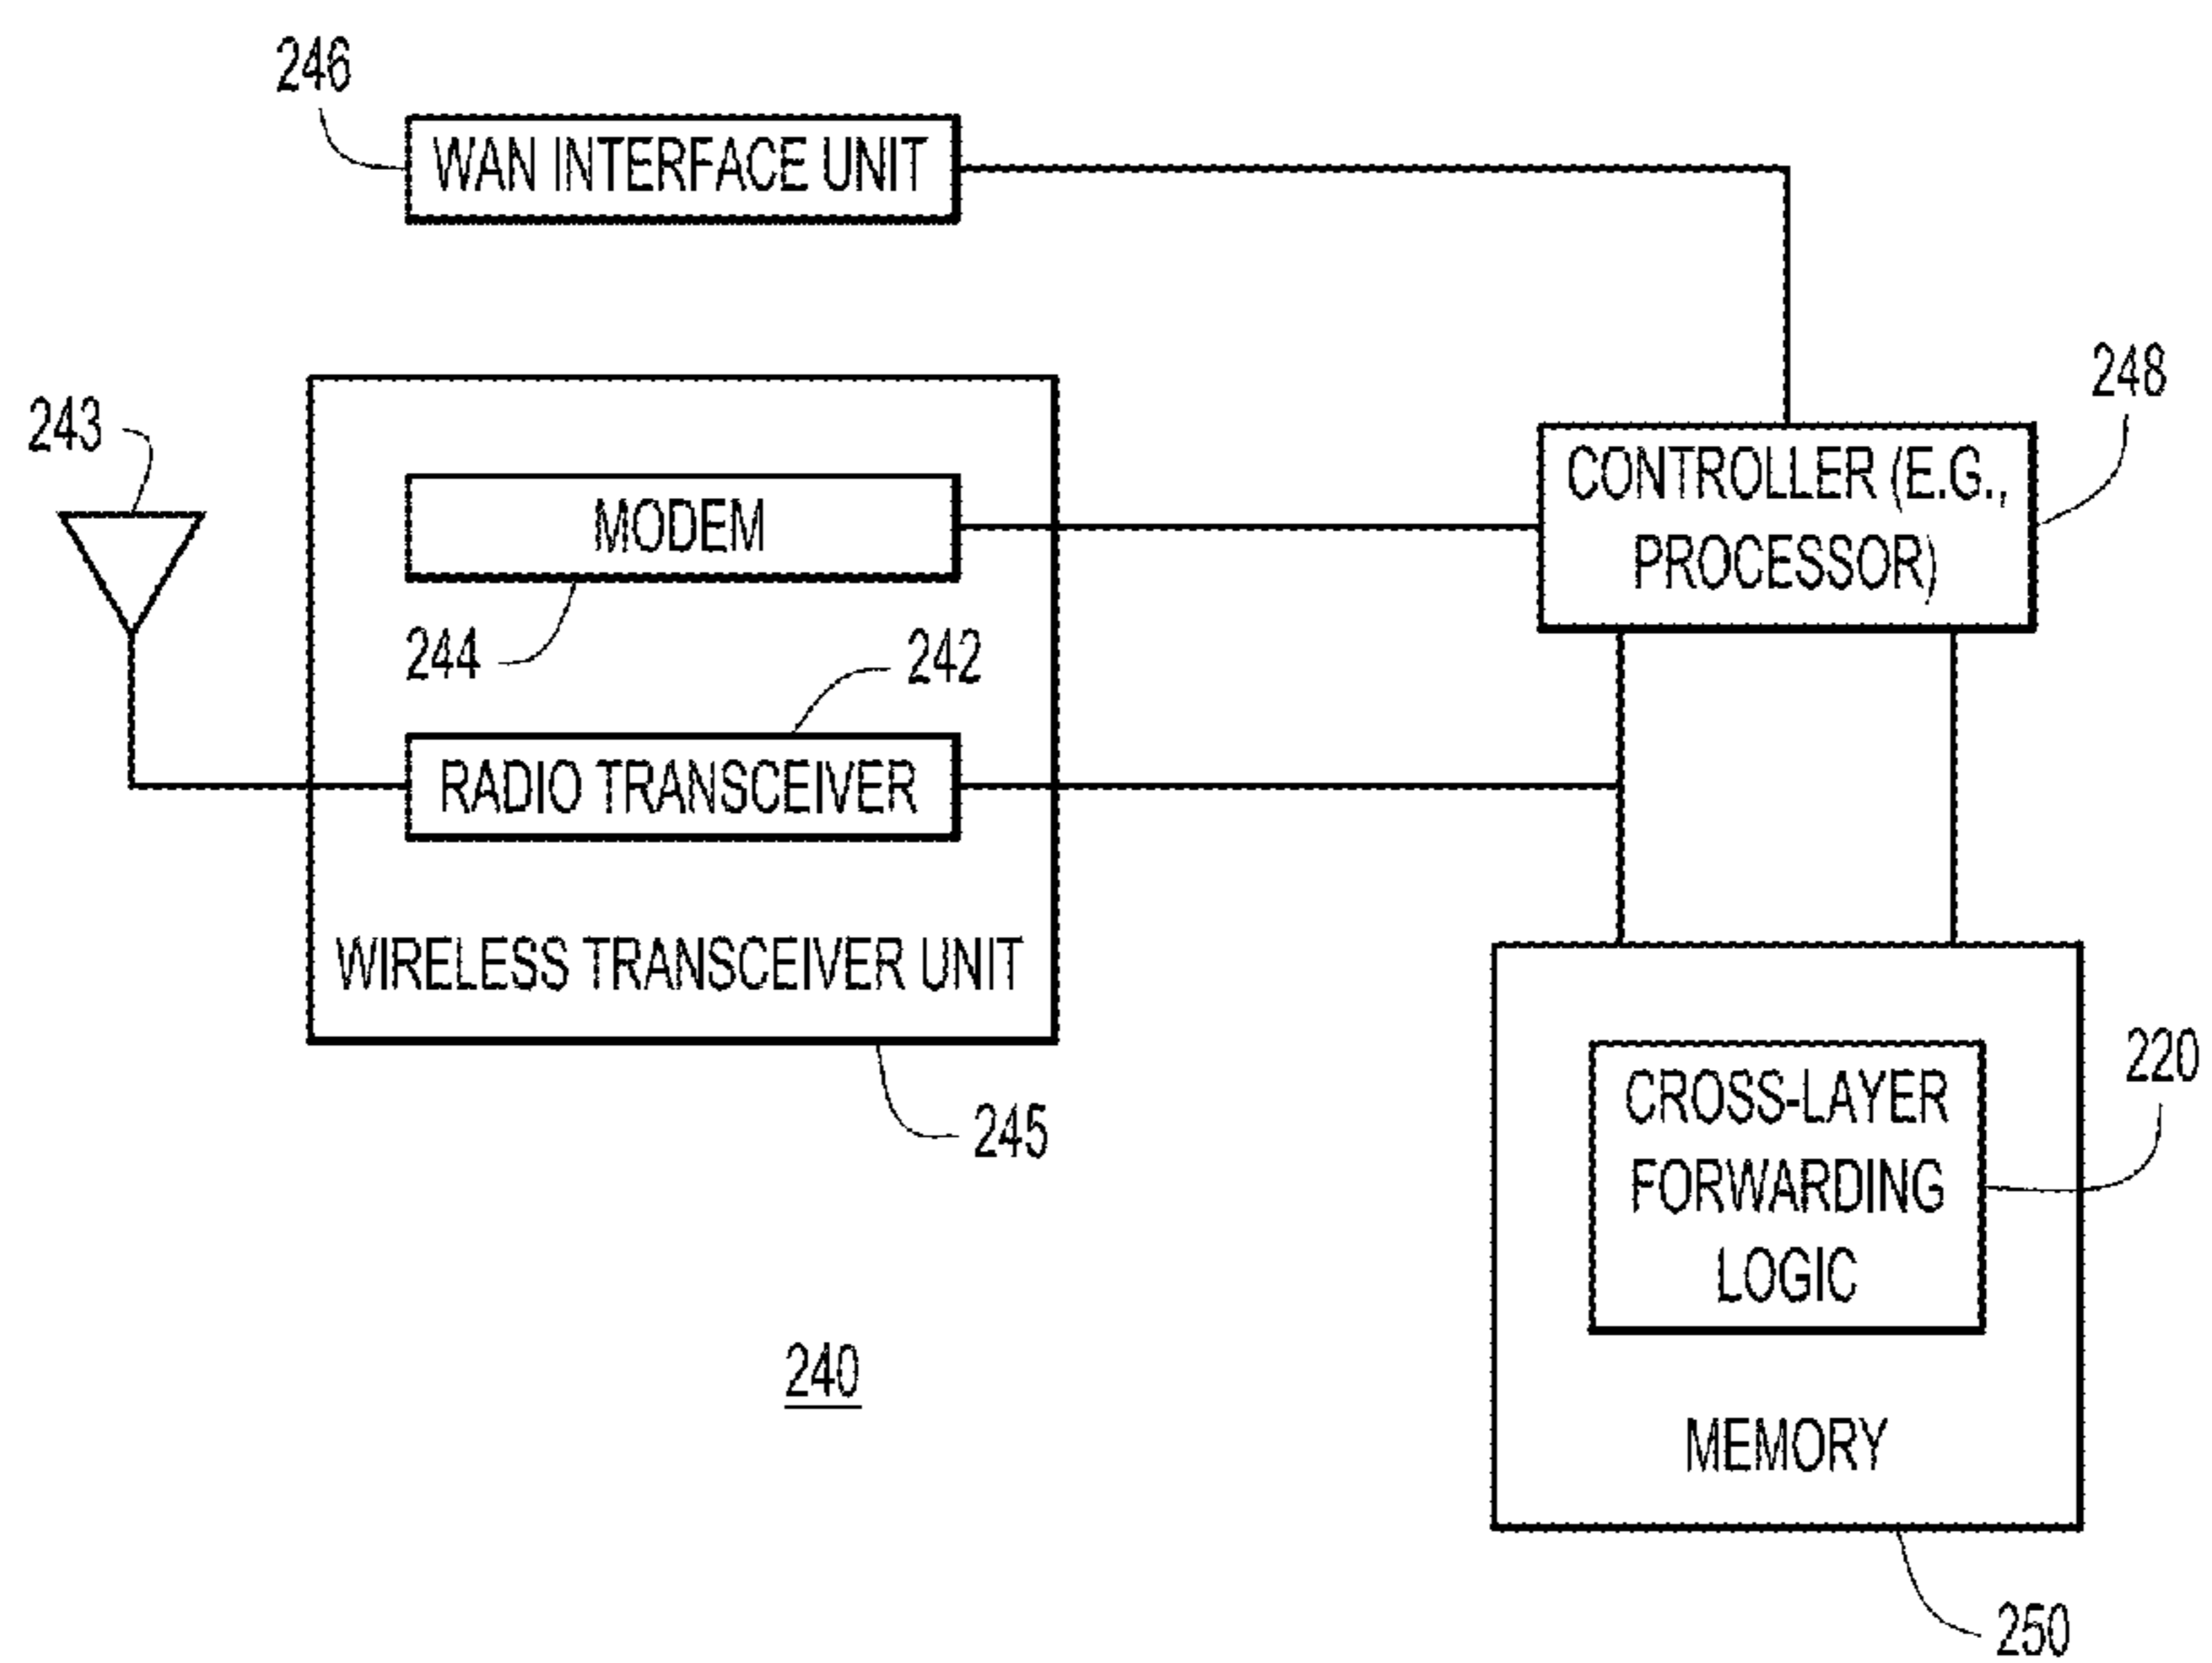 246
WAN INTERFACE UNIT
248
243
CONTROLLER (E.G.,
PROCESSOR)
MODEM
244
242
RADIO TRANSCEIVER
WIRELESS TRANSCEIVER UNIT
245
220
CROSS-LAYER
FORWARDING
LOGIC
240
MEMORY
250